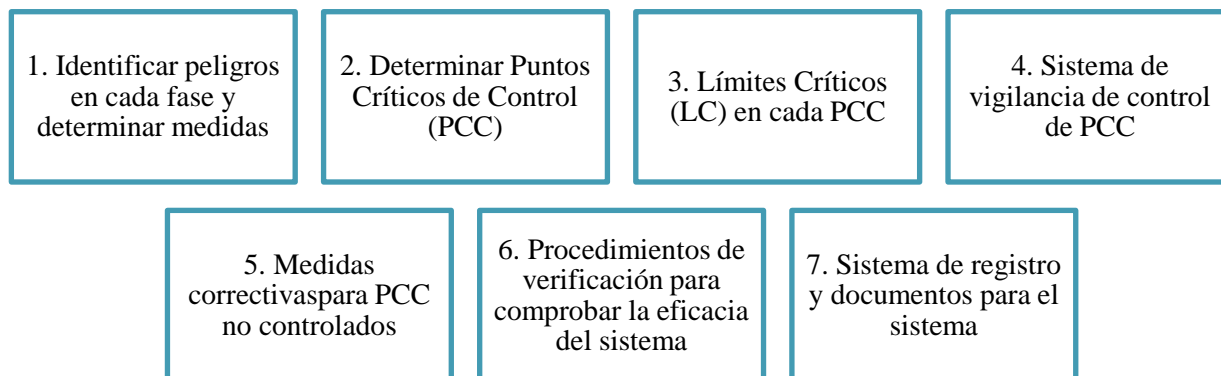 1. Identificar peligros
en cada fase y
determinar medidas
2. Determinar Puntos
Críticos de Control
(PCC)
3. Límites Críticos
(LC) en cada PCC
4. Sistema de
vigilancia de control
de PCC
5. Medidas
correctivaspara PCC
no controlados
6. Procedimientos de
verificación para
comprobar la eficacia
del sistema
7. Sistema de registro
y documentos para el
sistema